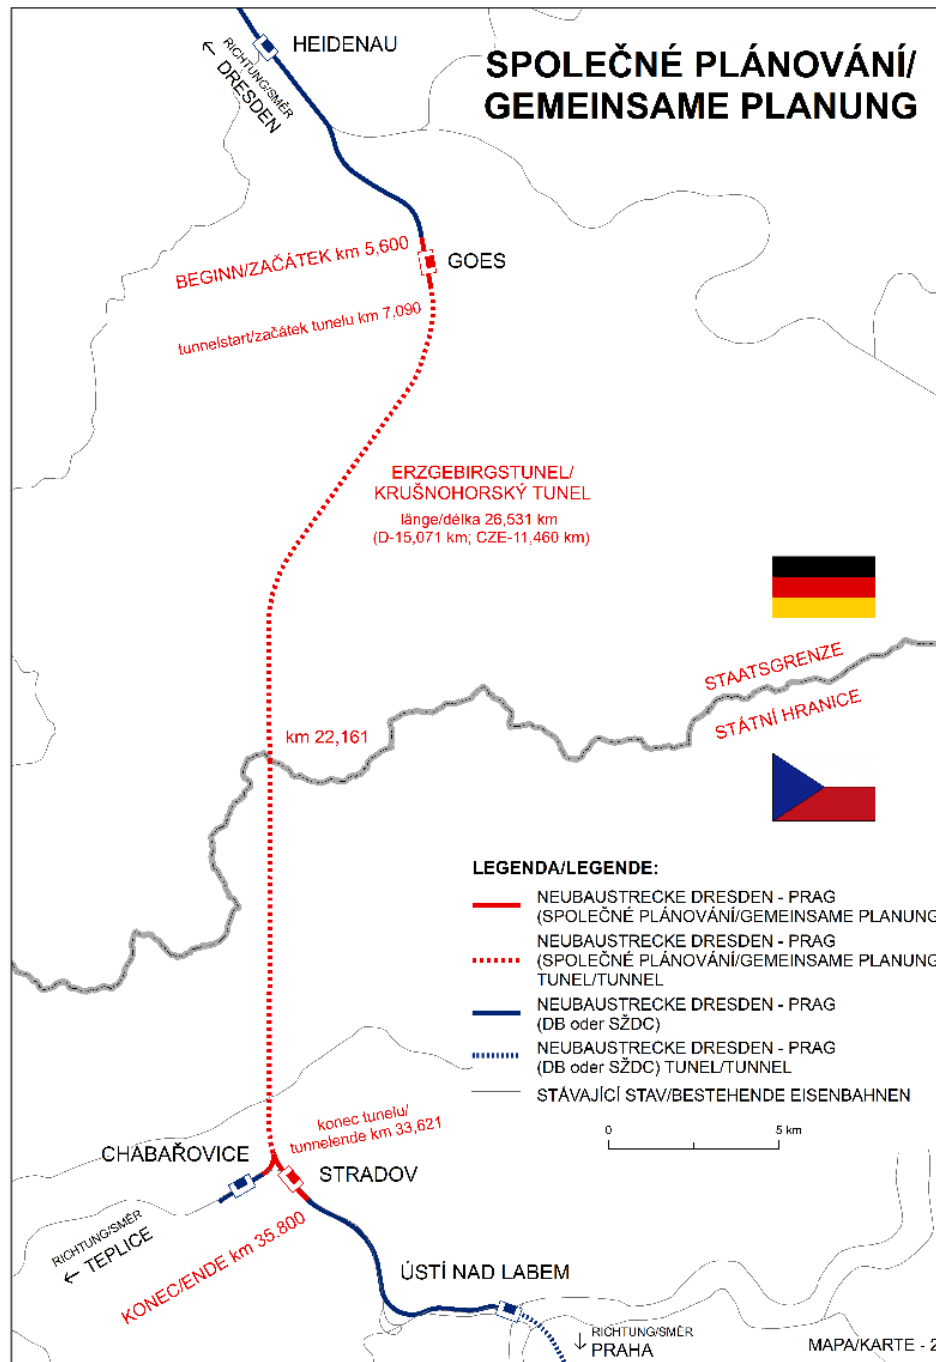 SPOLEČNÉ PLÁNOVÁNÍ/
GEMEINSAME PLANUNG
HEIDENAU
RICHTUNG/SMĚR
← DRESDEN
BEGINN/ZAČÁTEK km 5,600
GOES
tunnelstart/začátek tunelu km 7,090
ERZGEBIRGSTUNEL/
KRUŠNOHORSKÝ TUNEL
länge/délka 26,531 km
(D-15,071 km; CZE-11,460 km)
STAATSGRENZE
STÁTNÍ HRANICE
km 22,161
LEGENDA/LEGENDE:
NEUBAUSTRECKE DRESDEN - PRAG
(SPOLEČNÉ PLÁNOVÁNÍ/GEMEINSAME PLANUNG
NEUBAUSTRECKE DRESDEN - PRAG
(SPOLEČNÉ PLÁNOVÁNÍ/GEMEINSAME PLANUNG
TUNEL/TUNNEL
NEUBAUSTRECKE DRESDEN - PRAG
(DB oder SŽDC)
NEUBAUSTRECKE DRESDEN - PRAG
(DB oder SŽDC) TUNEL/TUNNEL
STÁVAJÍCÍ STAV/BESTEHENDE EISENBAHNEN
0 5 km
konec tunelu/
tunnelende km 33,621
CHABAŘOVICE
STRADOV
RICHTUNG/SMĚR
← TEPLICE
KONEC/ENDE km 35,800
ÚSTÍ NAD LABEM
RICHTUNG/SMĚR
↓ PRAHA
MAPA/KARTE - 2